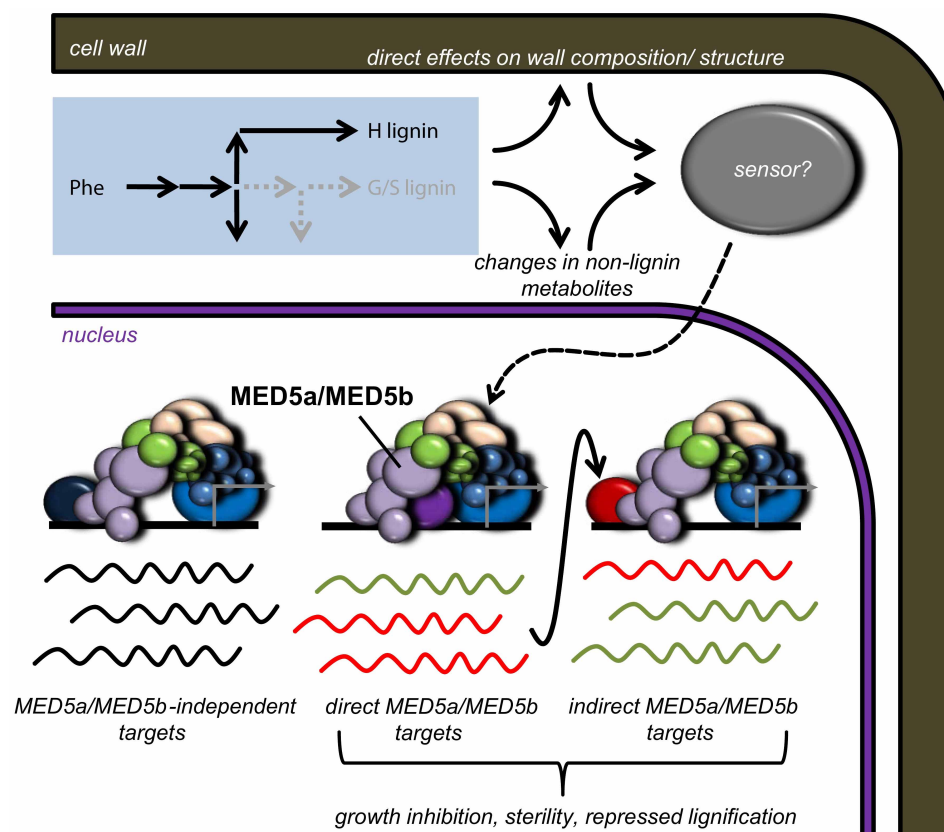 cell wall
direct effects on wall composition/ structure
H lignin
Phe
G/S lignin
sensor?
changes in non-lignin
metabolites
nucleus
MED5a/MED5b
MED5a/MED5b-independent
targets
direct MED5a/MED5b
targets
indirect MED5a/MED5b
targets
growth inhibition, sterility, repressed lignification